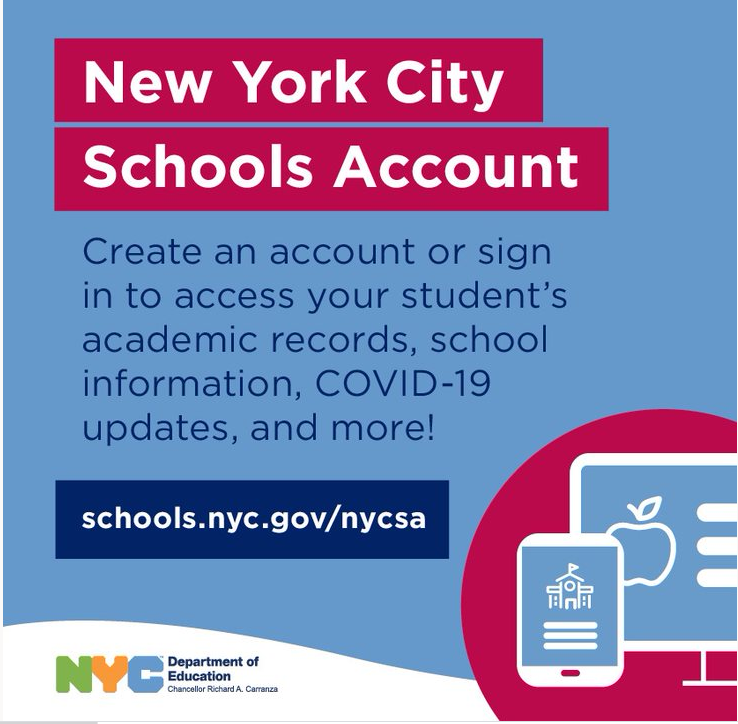 New York City
Schools Account
Create an account or sign
in to access your student's
academic records, school
information, COVID-19
updates, and more!
schools.nyc.gov/nycsa
NYC
Department of
Education
Chancellor Richard A. Carranza